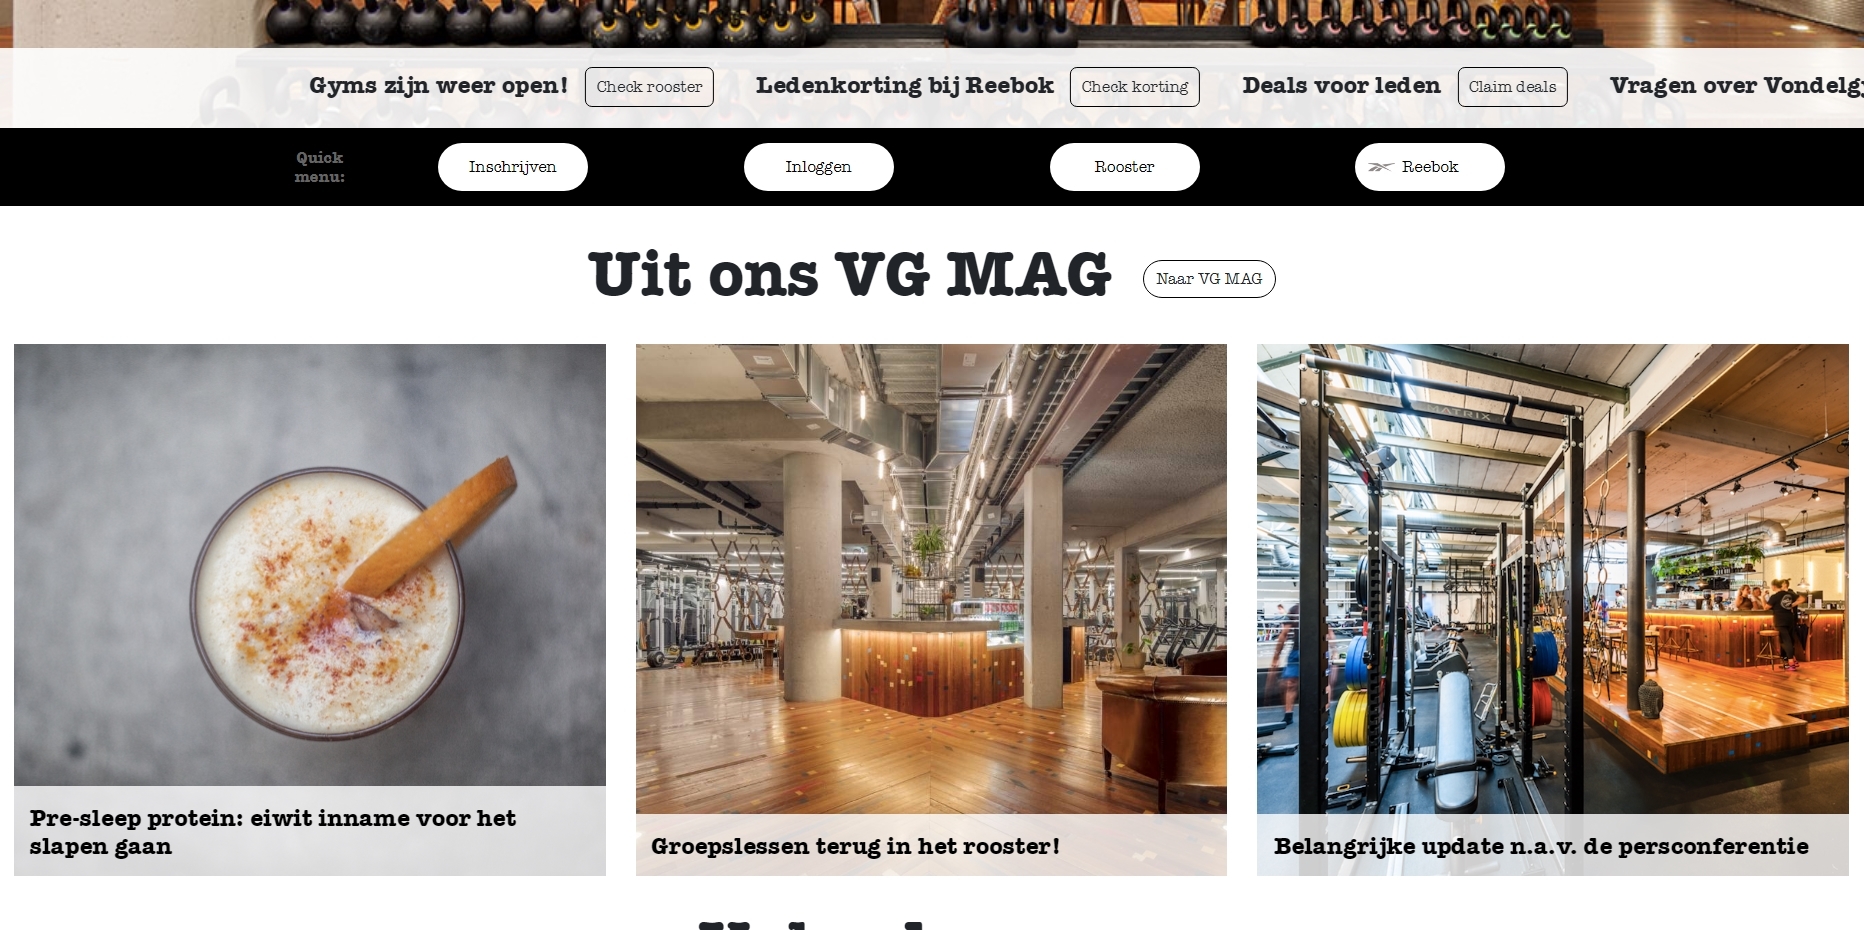 Gyms zijn weer open! Check rooster Ledenkorting bij Reebok Check korting Deals voor leden Claim deals Vragen over
Quick
menu:
Inschrijven Inloggen Rooster Reebok
Uit ons VG MAG Naar VG MAG
MATRIX
Pre-sleep protein: eiwit inname voor het
slapen gaan
Groepslessen terug in het rooster!
Belangrijke update n.a.v. de persconferentie